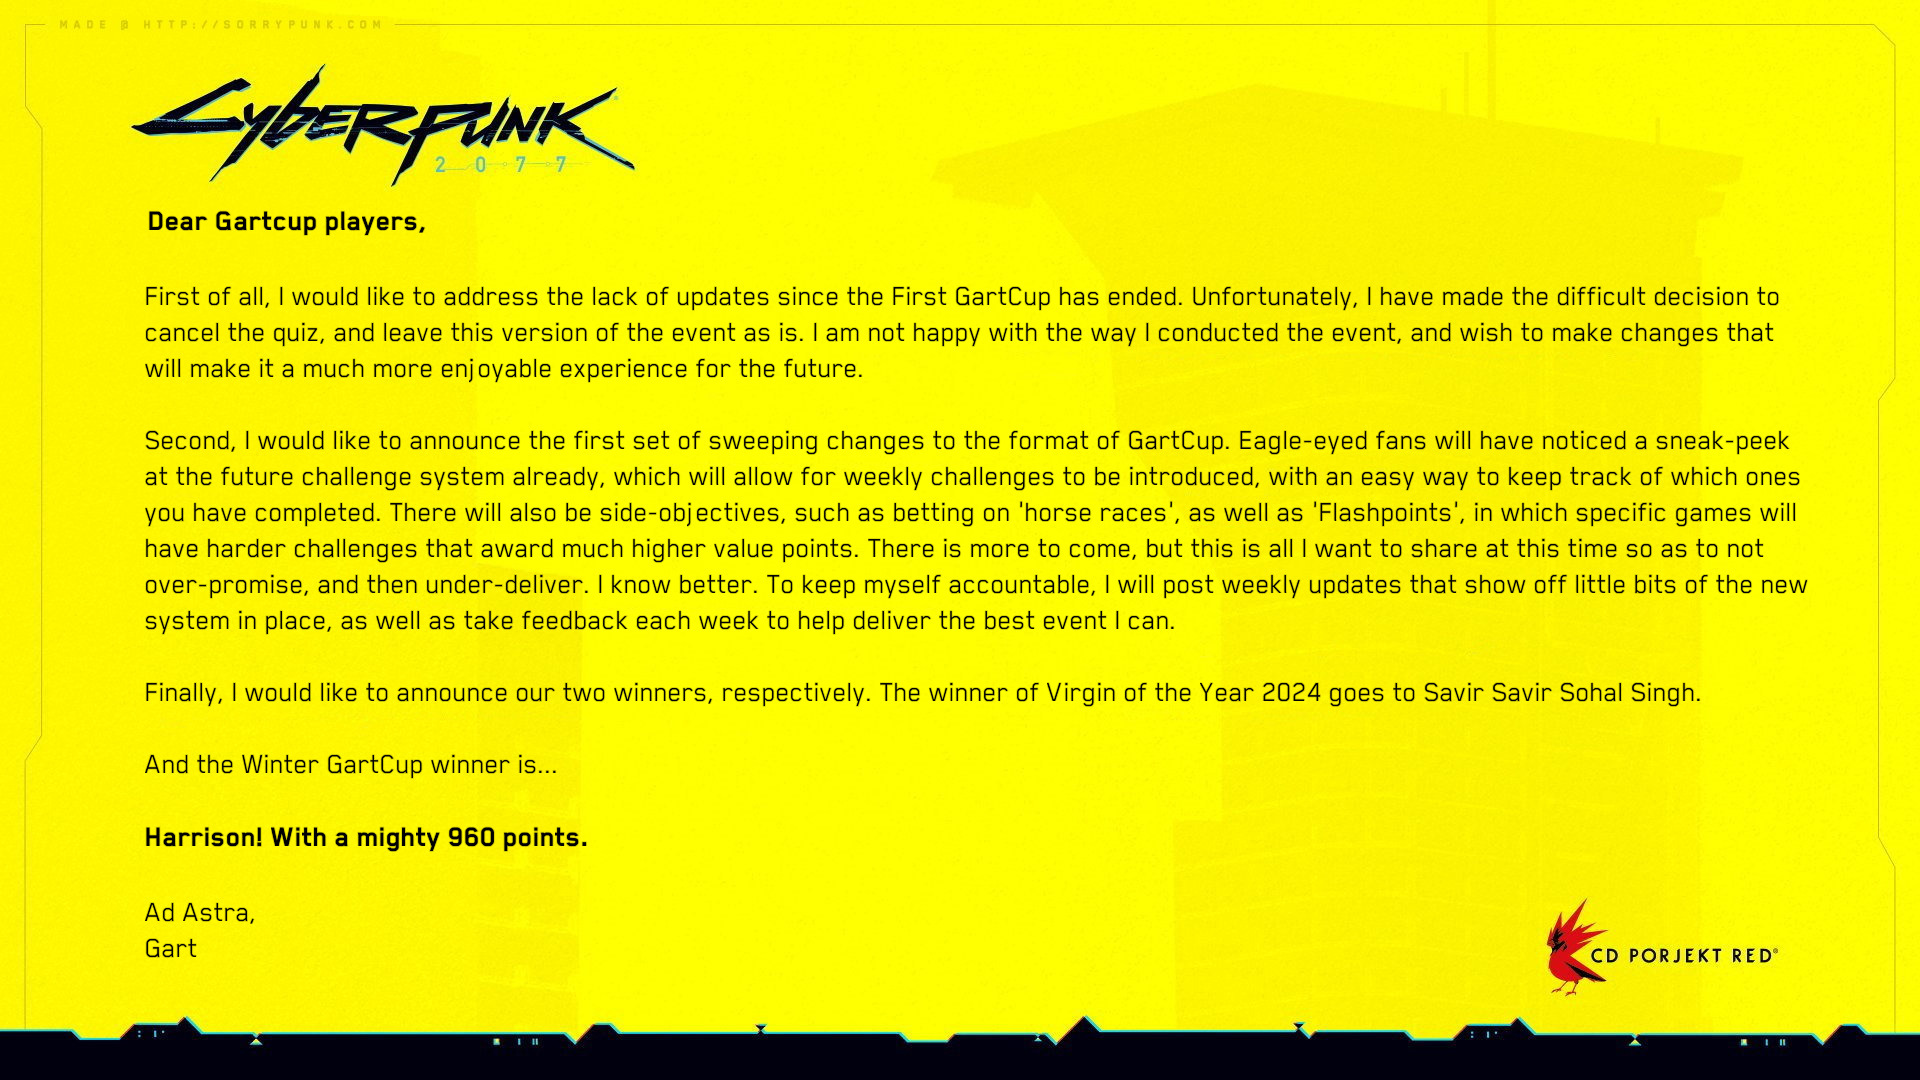 MADE @ HTTP://SORRYPUNK.COM
Cyberpunk
2077
Dear Gartcup players,
First of all, I would like to address the lack of updates since the First GartCup has ended. Unfortunately, I have made the difficult decision to
cancel the quiz, and leave this version of the event as is. I am not happy with the way I conducted the event, and wish to make changes that
will make it a much more enjoyable experience for the future.
Second, I would like to announce the first set of sweeping changes to the format of GartCup. Eagle-eyed fans will have noticed a sneak-peek
at the future challenge system already, which will allow for weekly challenges to be introduced, with an easy way to keep track of which ones
you have completed. There will also be side-objectives, such as betting on 'horse races', as well as 'Flashpoints', in which specific games will
have harder challenges that award much higher value points. There is more to come, but this is all I want to share at this time so as to not
over-promise, and then under-deliver. I know better. To keep myself accountable, I will post weekly updates that show off little bits of the new
system in place, as well as take feedback each week to help deliver the best event I can.
Finally, I would like to announce our two winners, respectively. The winner of Virgin of the Year 2024 goes to Savir Savir Sohal Singh.
And the Winter GartCup winner is...
Harrison! With a mighty 960 points.
Ad Astra,
Gart
CD PORJEKT RED®